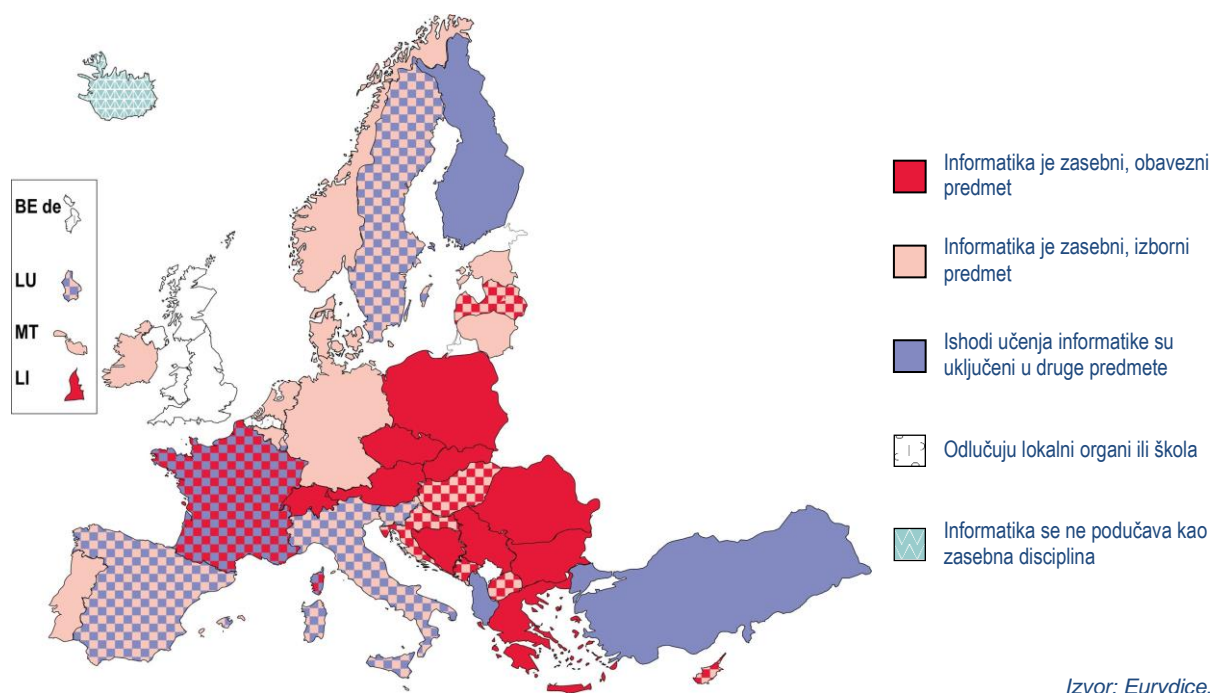 BE de
LU
MT
LI
Informatika je zasebni, obavezni
predmet
Informatika je zasebni, izborni
predmet
Ishodi učenja informatike su
uključeni u druge predmete
Odlučuju lokalni organi ili škola
Informatika se ne podučava kao
zasebna disciplina
Izvor: Eurydice.